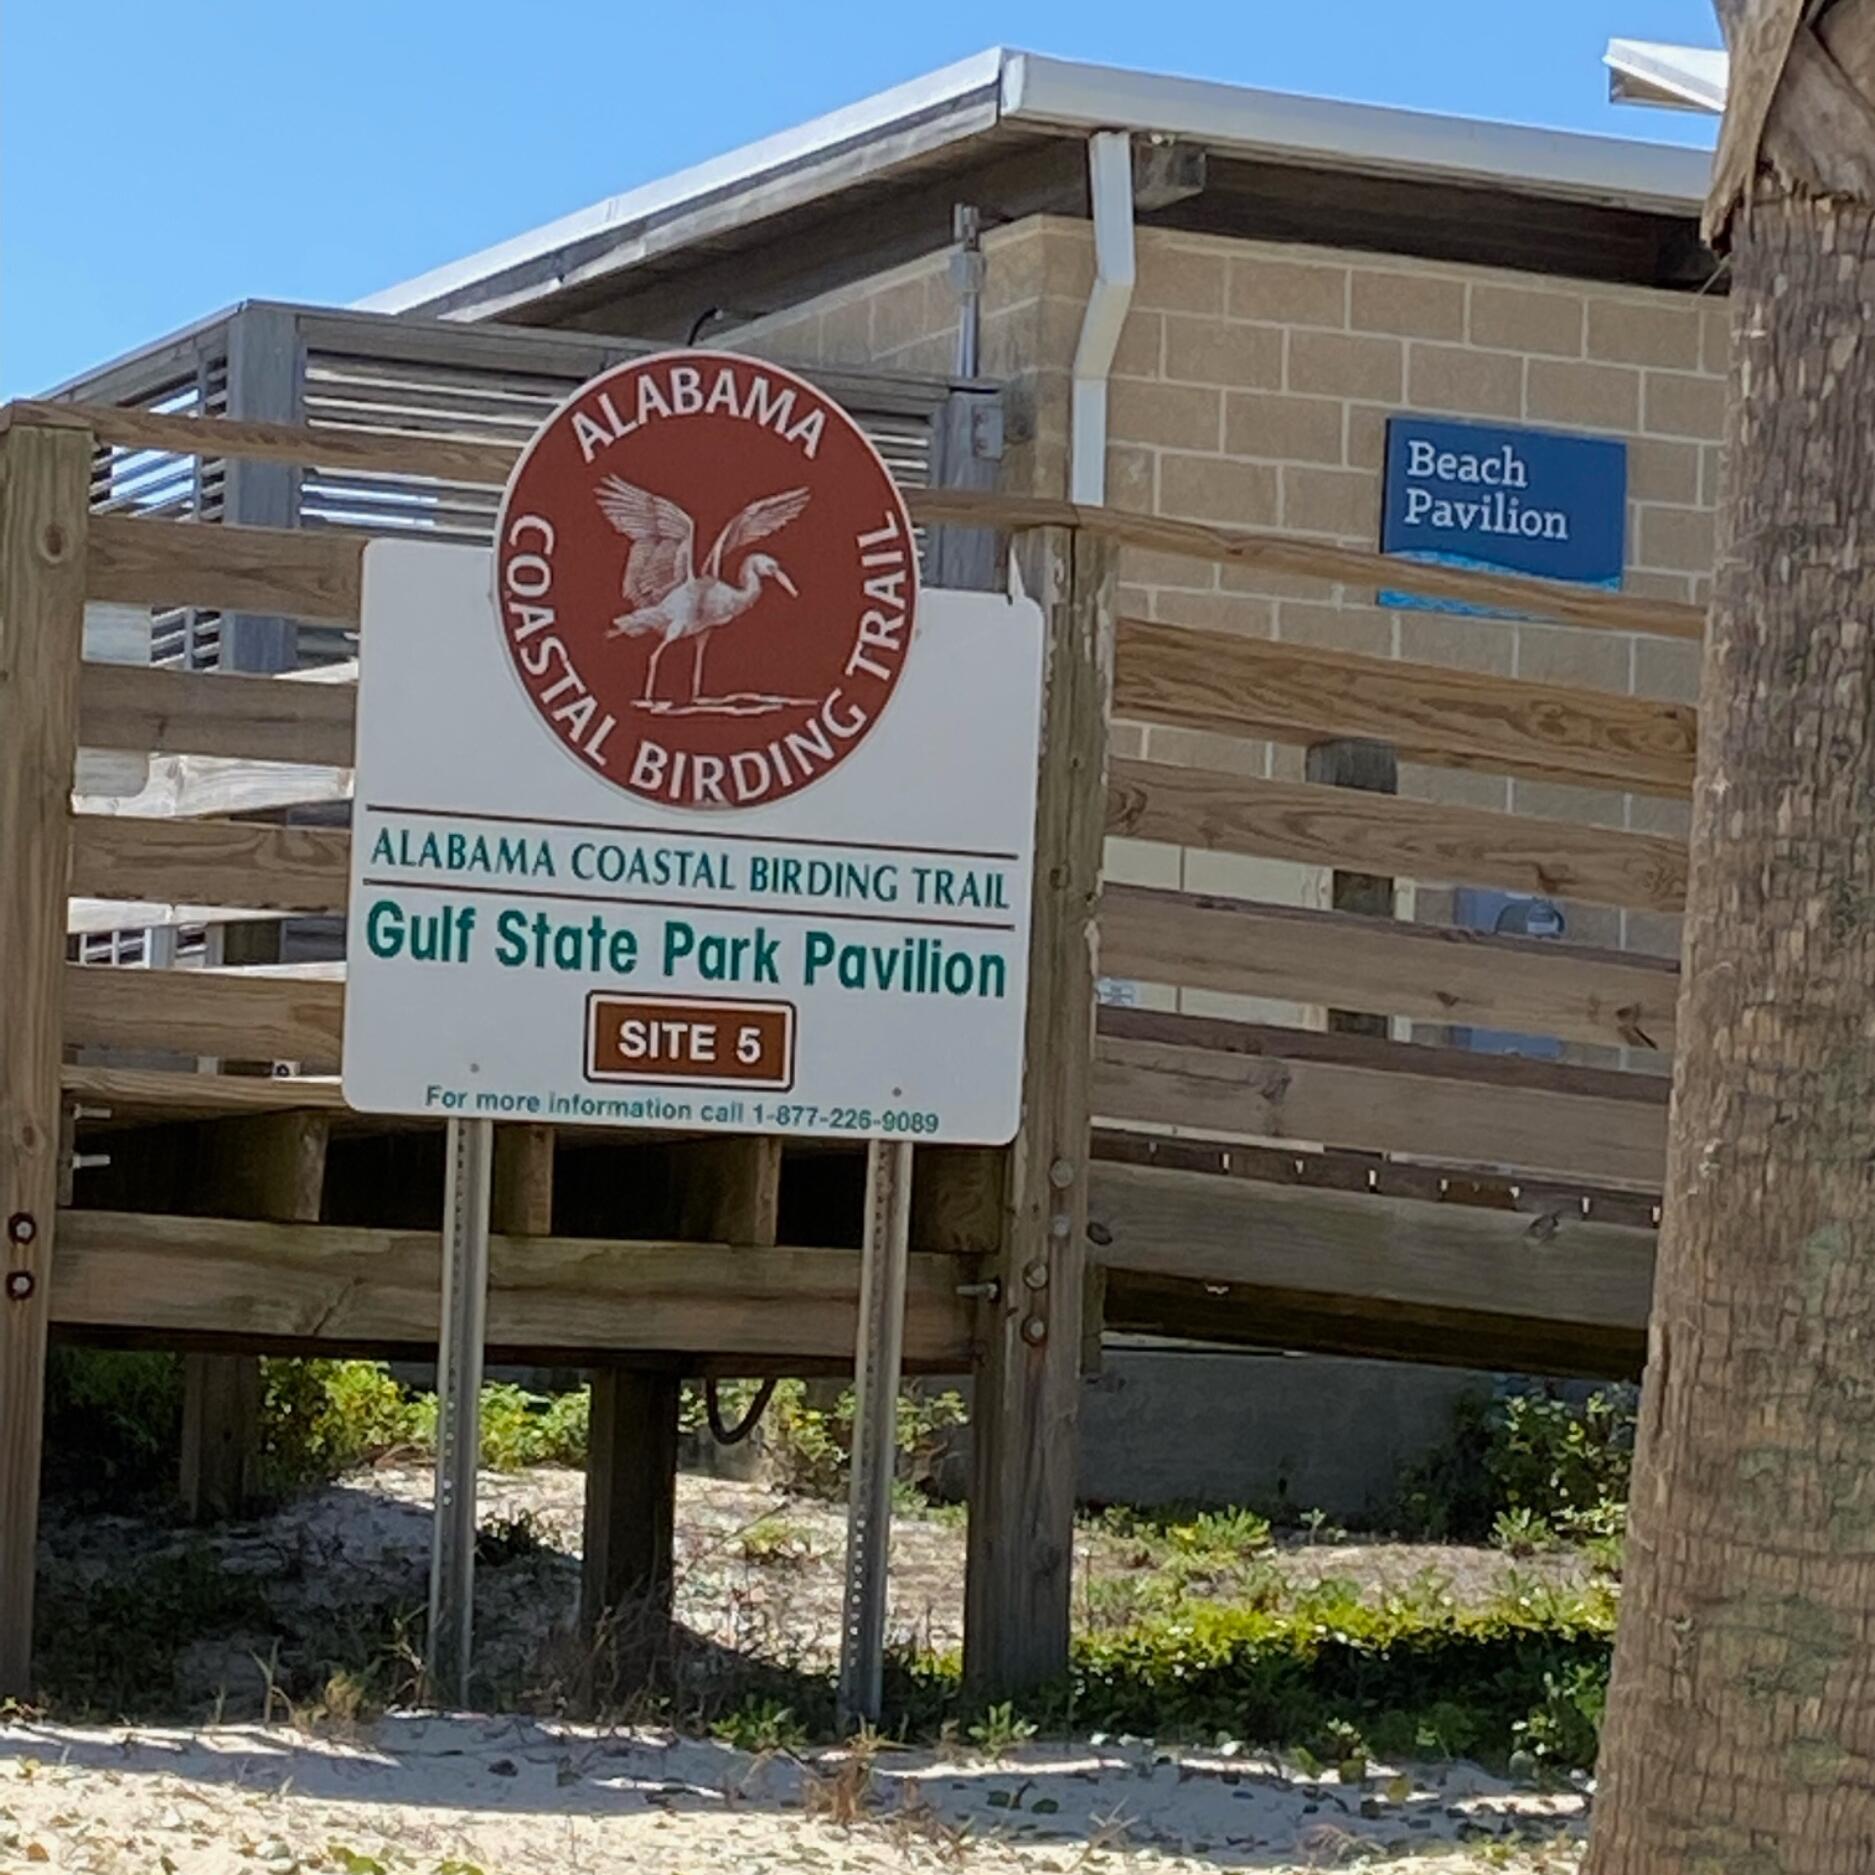 ALABAMA
COASTAL BIRDING TRAIL
ALABAMA COASTAL BIRDING TRAIL
Gulf State Park Pavilion
SITE 5
For more information call 1-877-226-9089
Beach
Pavilion